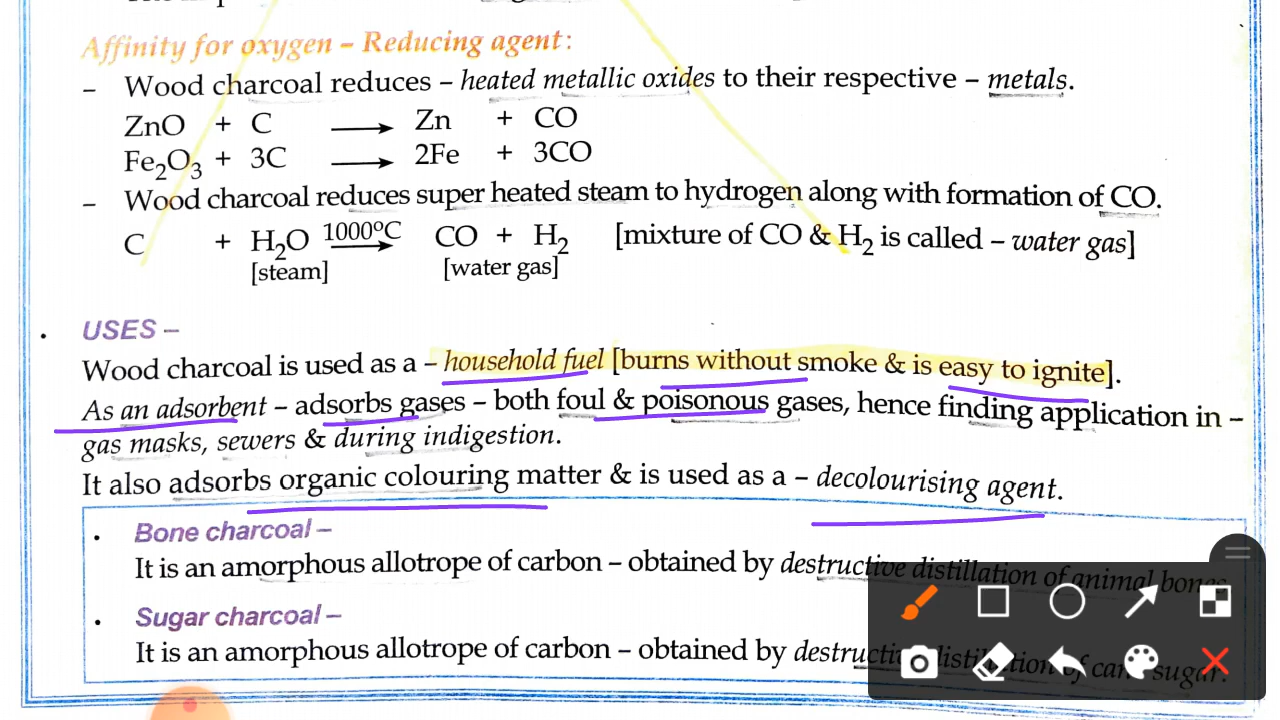 Affinity for oxygen – Reducing agent:
– Wood charcoal reduces – heated metallic oxides to their respective – metals.
ZnO + C ⟶ Zn + CO
Fe₂O₃ + 3C ⟶ 2Fe + 3CO
– Wood charcoal reduces super heated steam to hydrogen along with formation of CO.
C + H₂O 1000°C ⟶ CO + H₂ [mixture of CO & H₂ is called – water gas]
[steam] [water gas]
• USES –
Wood charcoal is used as a – household fuel [burns without smoke & is easy to ignite].
As an adsorbent – adsorbs gases – both foul & poisonous gases, hence finding application in –
gas masks, sewers & during indigestion.
It also adsorbs organic colouring matter & is used as a – decolourising agent.
• Bone charcoal –
It is an amorphous allotrope of carbon – obtained by destructive distillation of animal bones
• Sugar charcoal –
It is an amorphous allotrope of carbon – obtained by destructive distillation of cane sugar.